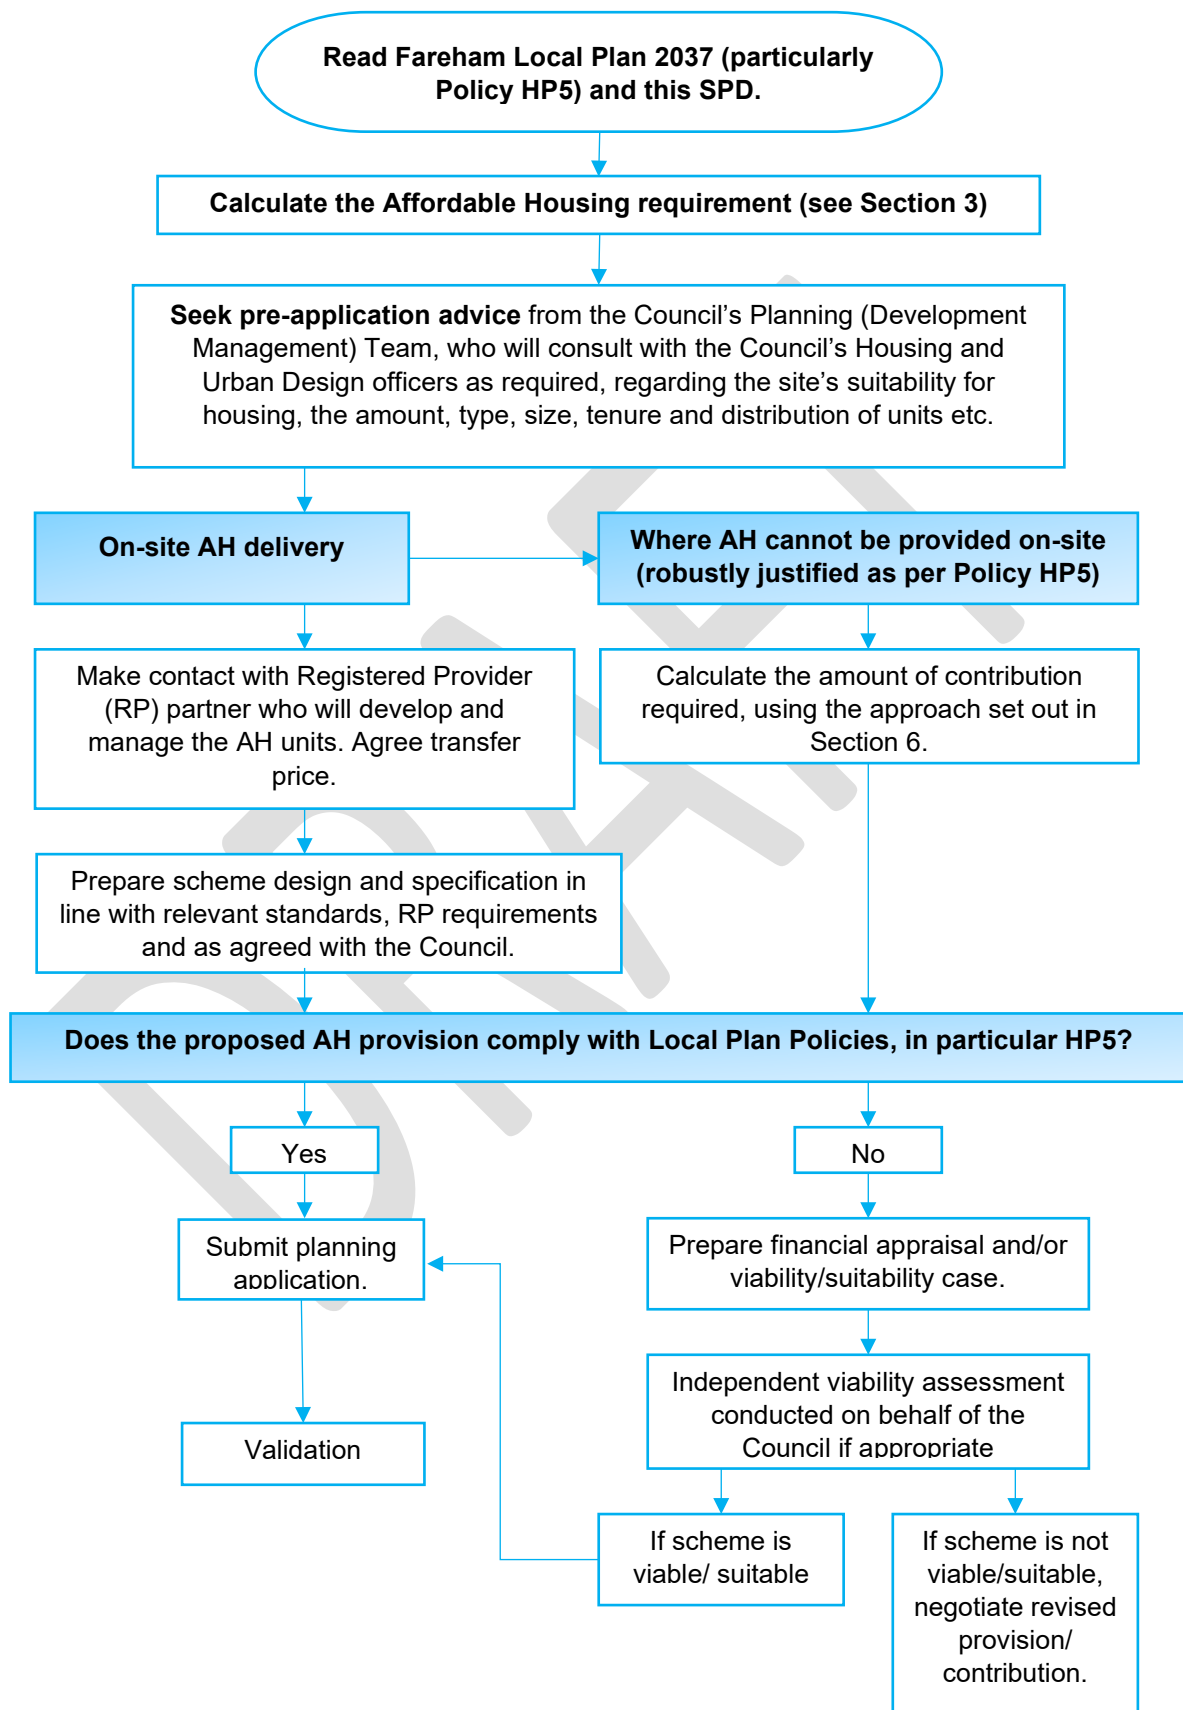 Read Fareham Local Plan 2037 (particularly
Policy HP5) and this SPD.
Calculate the Affordable Housing requirement (see Section 3)
Seek pre-application advice from the Council’s Planning (Development
Management) Team, who will consult with the Council’s Housing and
Urban Design officers as required, regarding the site’s suitability for
housing, the amount, type, size, tenure and distribution of units etc.
On-site AH delivery
Where AH cannot be provided on-site
(robustly justified as per Policy HP5)
Make contact with Registered Provider
(RP) partner who will develop and
manage the AH units. Agree transfer
price.
Calculate the amount of contribution
required, using the approach set out in
Section 6.
Prepare scheme design and specification in
line with relevant standards, RP requirements
and as agreed with the Council.
Does the proposed AH provision comply with Local Plan Policies, in particular HP5?
Yes
No
Submit planning
application.
Prepare financial appraisal and/or
viability/suitability case.
Independent viability assessment
conducted on behalf of the
Council if appropriate
Validation
If scheme is
viable/ suitable
If scheme is not
viable/suitable,
negotiate revised
provision/
contribution.
DRAFT